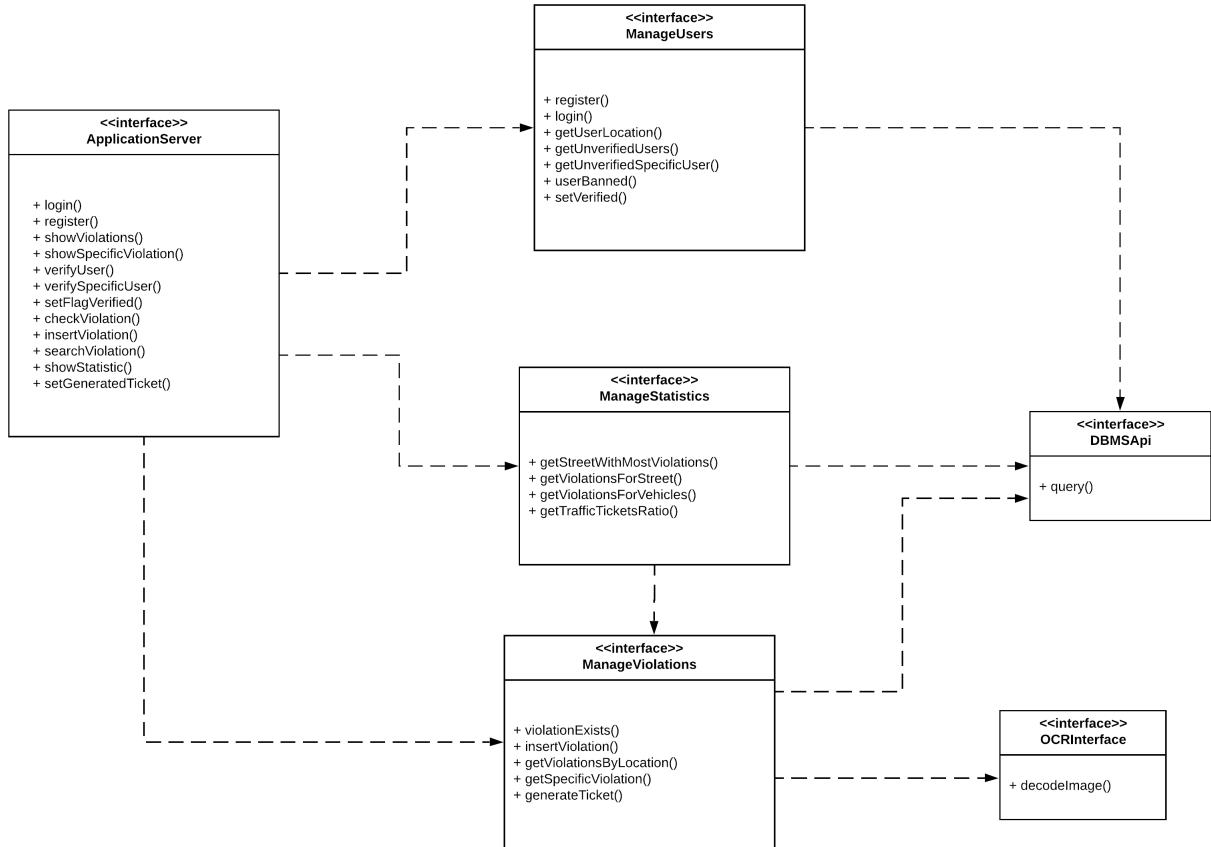 <<interface>>
ManageUsers
+ register()
+ login()
+ getUserLocation()
+ getUnverifiedUsers()
+ getUnverifiedSpecificUser()
+ userBanned()
+ setVerified()
<<interface>>
ApplicationServer
+ login()
+ register()
+ showViolations()
+ showSpecificViolation()
+ verifyUser()
+ verifySpecificUser()
+ setFlagVerified()
+ checkViolation()
+ insertViolation()
+ searchViolation()
+ showStatistic()
+ setGeneratedTicket()
<<interface>>
ManageStatistics
+ getStreetWithMostViolations()
+ getViolationsForStreet()
+ getViolationsForVehicles()
+ getTrafficTicketsRatio()
<<interface>>
DBMSApi
+ query()
<<interface>>
ManageViolations
+ violationExists()
+ insertViolation()
+ getViolationsByLocation()
+ getSpecificViolation()
+ generateTicket()
<<interface>>
OCRInterface
+ decodeImage()